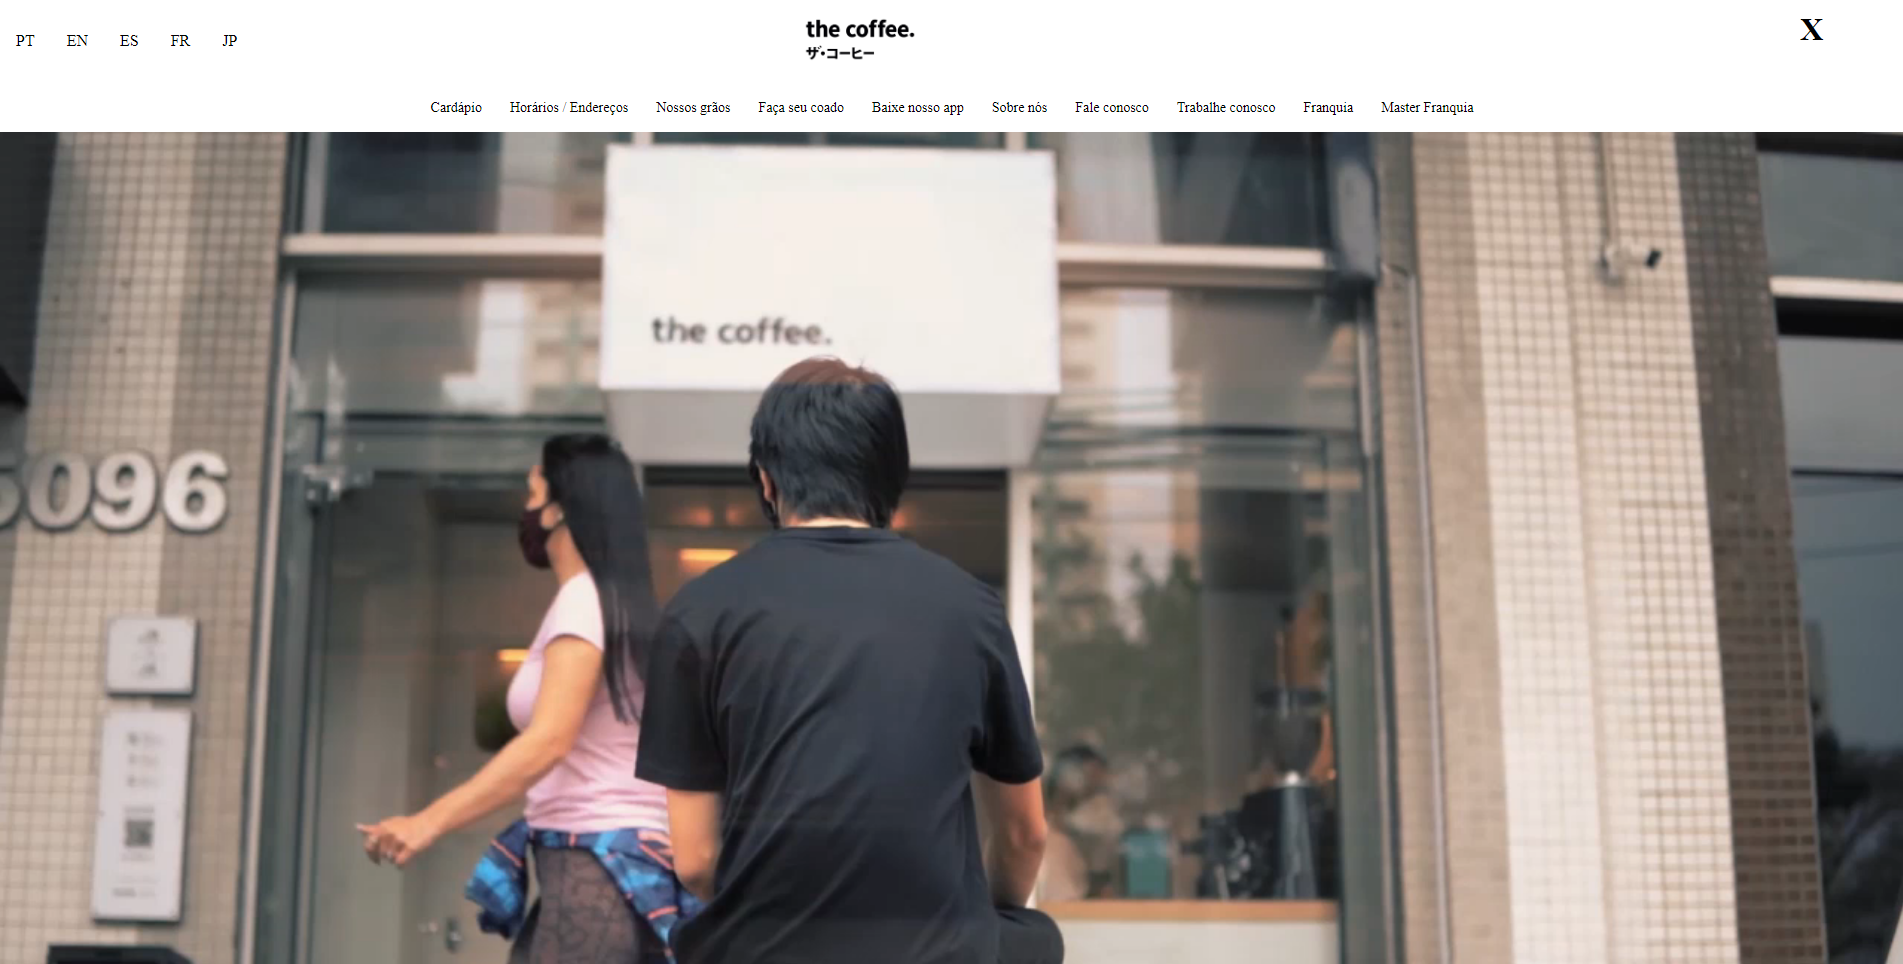 PT EN ES FR JP
the coffee.
ザ・コーヒー
X
Cardápio Horários / Endereços Nossos grãos Faça seu coado Baixe nosso app Sobre nós Fale conosco Trabalhe conosco Franquia Master Franquia
the coffee.
5096